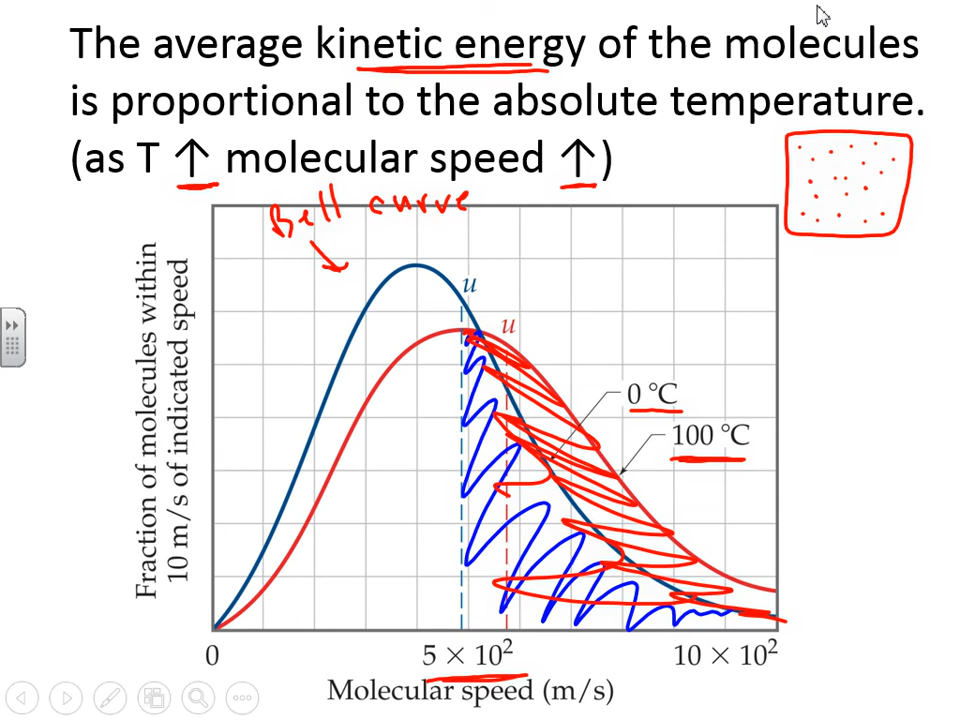 The average kinetic energy of the molecules
is proportional to the absolute temperature.
(as T ↑ molecular speed ↑)
Bell curve
Fraction of molecules within
10 m/s of indicated speed
u
u
0 °C
100 °C
0
5 × 10²
10 × 10²
Molecular speed (m/s)